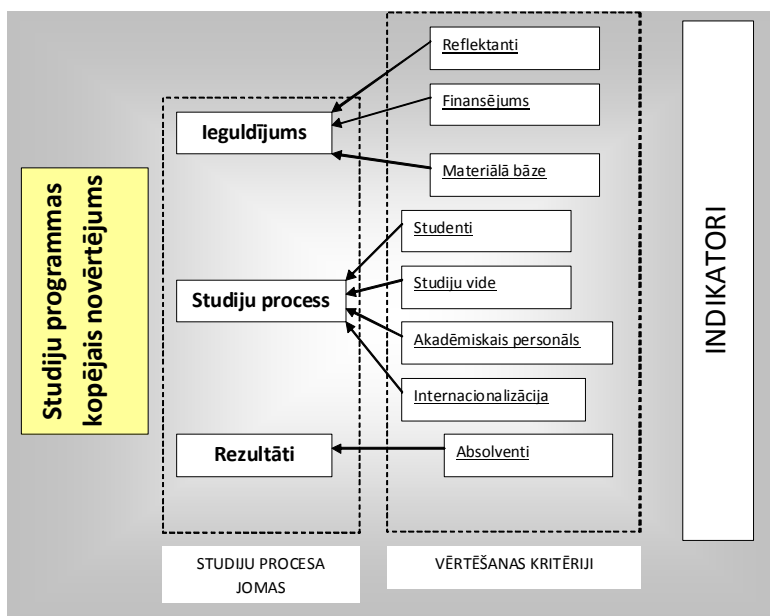 Studiju programmas
kopējais novērtējums
Ieguldījums
Studiju process
Rezultāti
STUDIJU PROCESA
JOMAS
Reflektanti
Finansējums
Materiālā bāze
Studenti
Studiju vide
Akadēmiskais personāls
Internacionalizācija
Absolventi
VĒRTĒŠANAS KRITĒRIJI
INDIKATORI